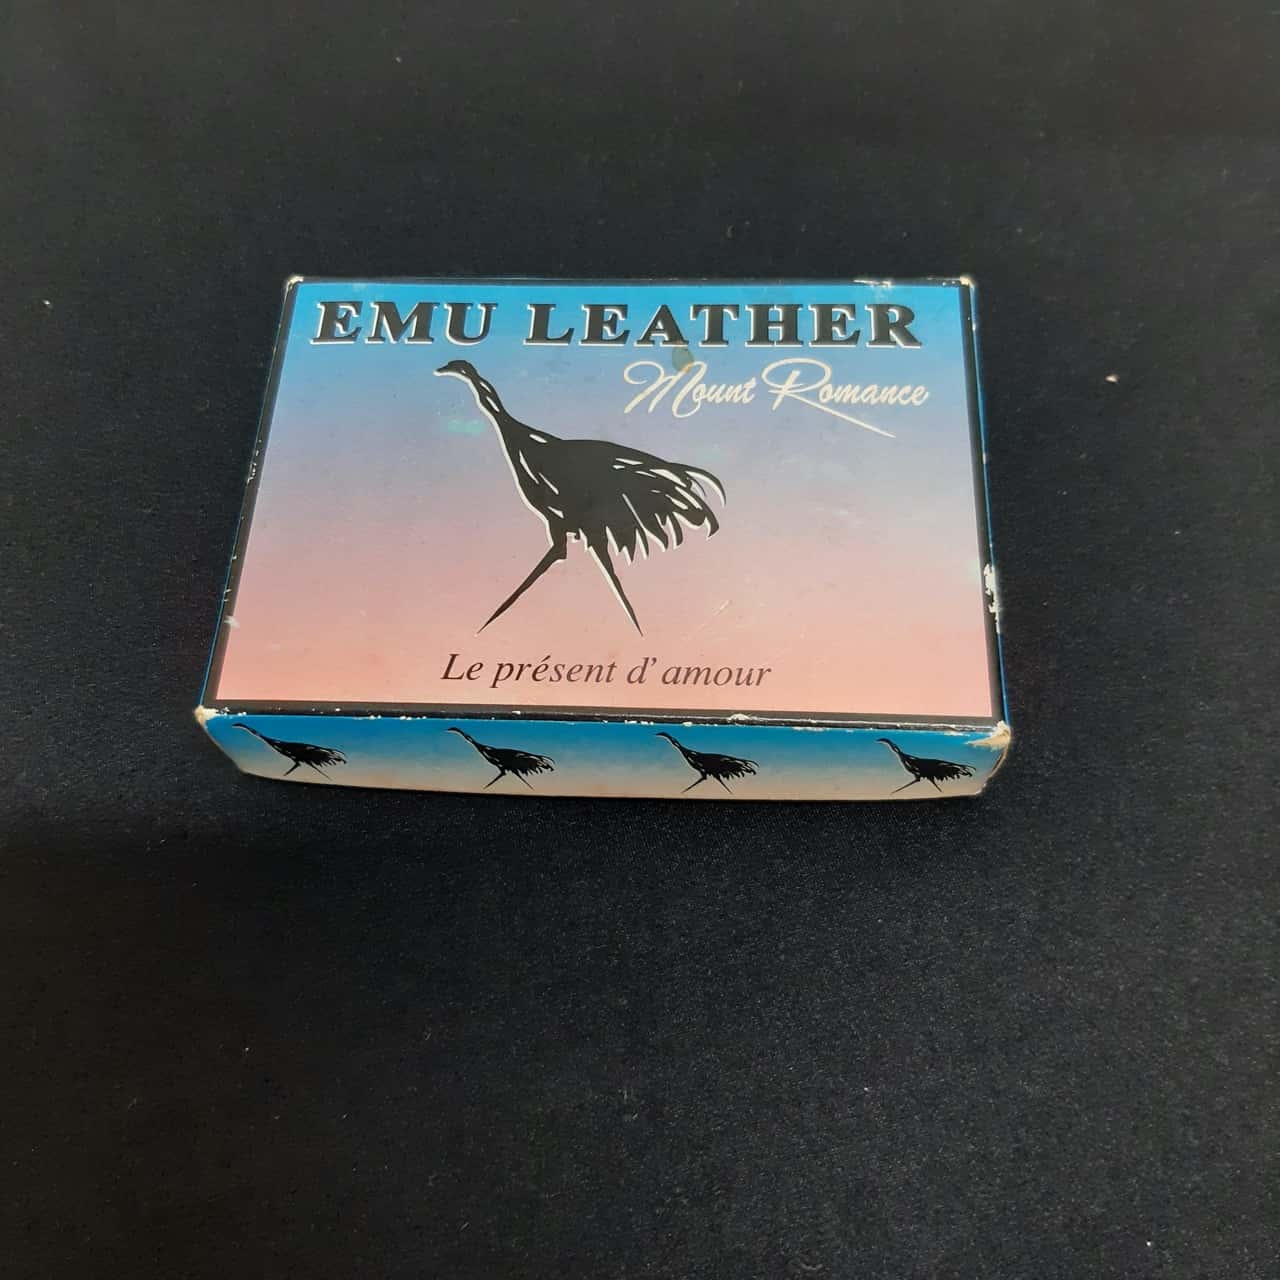 EMU LEATHER
Mount Romance
Le présent d'amour